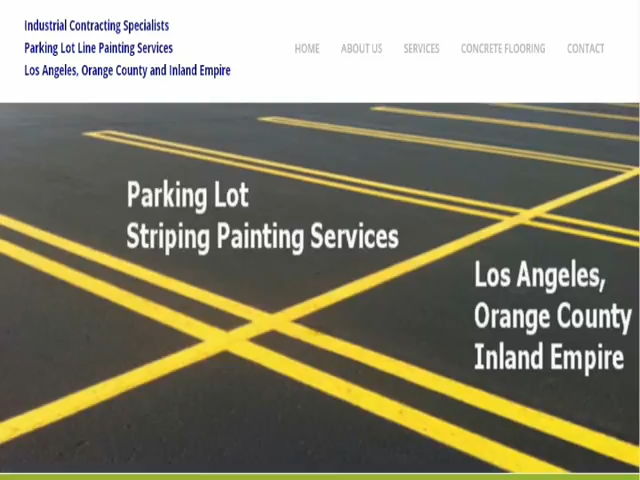 Industrial Contracting Specialists
Parking Lot Line Painting Services
Los Angeles, Orange County and Inland Empire
HOME ABOUT US SERVICES CONCRETE FLOORING CONTACT
Parking Lot
Striping Painting Services
Los Angeles,
Orange County
Inland Empire